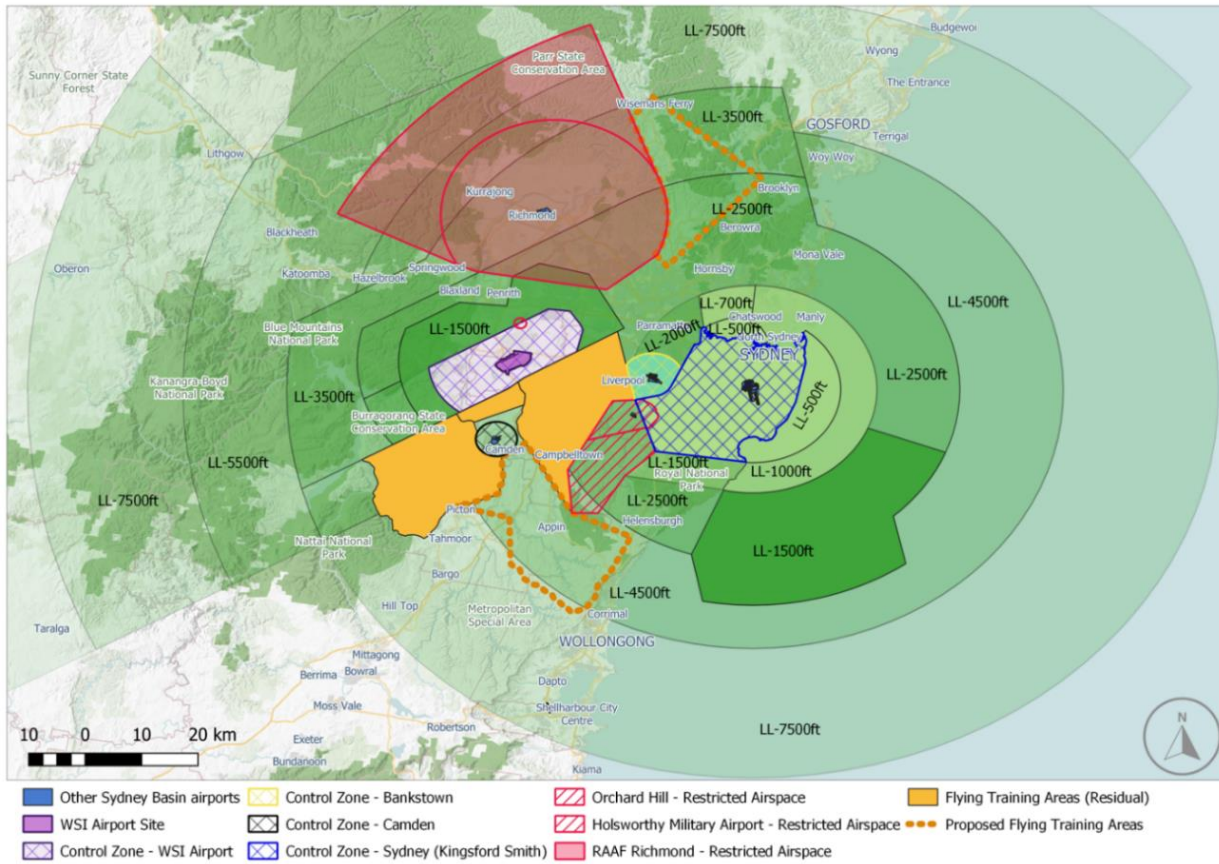 LL-7500ft
Budgewoi
Parr State
Conservation Area
Wyong
Sunny Corner State
Forest
The Entrance
Wisemans Ferry
LL-3500ft
GOSFORD
Terrigal
Lithgow
Woy Woy
Kurrajong
Brooklyn
Richmond
LL-2500ft
Berowra
Blackheath
Mona Vale
Oberon
Katoomba
Springwood
Hazelbrook
Hornsby
Blaxland
Penrith
LL-4500ft
LL-700ft
Chatswood
Manly
Blue Mountains
National Park
LL-1500ft
Parramatta
LL-2000ft
LL-500ft
North Sydney
SYDNEY
Kanangra-Boyd
National Park
Liverpool
LL-2500ft
LL-3500ft
Burragorang State
Conservation Area
LL-500ft
Camden
Campbelltown
LL-5500ft
LL-1500ft
Royal National
Park
LL-1000ft
LL-7500ft
LL-2500ft
Picton
Appin
Helensburgh
Nattai National
Park
Tahmoor
LL-1500ft
Bargo
LL-4500ft
Hill Top
Metropolitan
Special Area
Corrimal
Taralga
WOLLONGONG
Mittagong
Berrima
Bowral
Dapto
Moss Vale
Shellharbour City
Centre
Robertson
LL-7500ft
Exeter
Bundanoon
Kiama
10 0 10 20 km
N
Other Sydney Basin airports
Control Zone - Bankstown
Orchard Hill - Restricted Airspace
Flying Training Areas (Residual)
WSI Airport Site
Control Zone - Camden
Holsworthy Military Airport - Restricted Airspace
Proposed Flying Training Areas
Control Zone - WSI Airport
Control Zone - Sydney (Kingsford Smith)
RAAF Richmond - Restricted Airspace